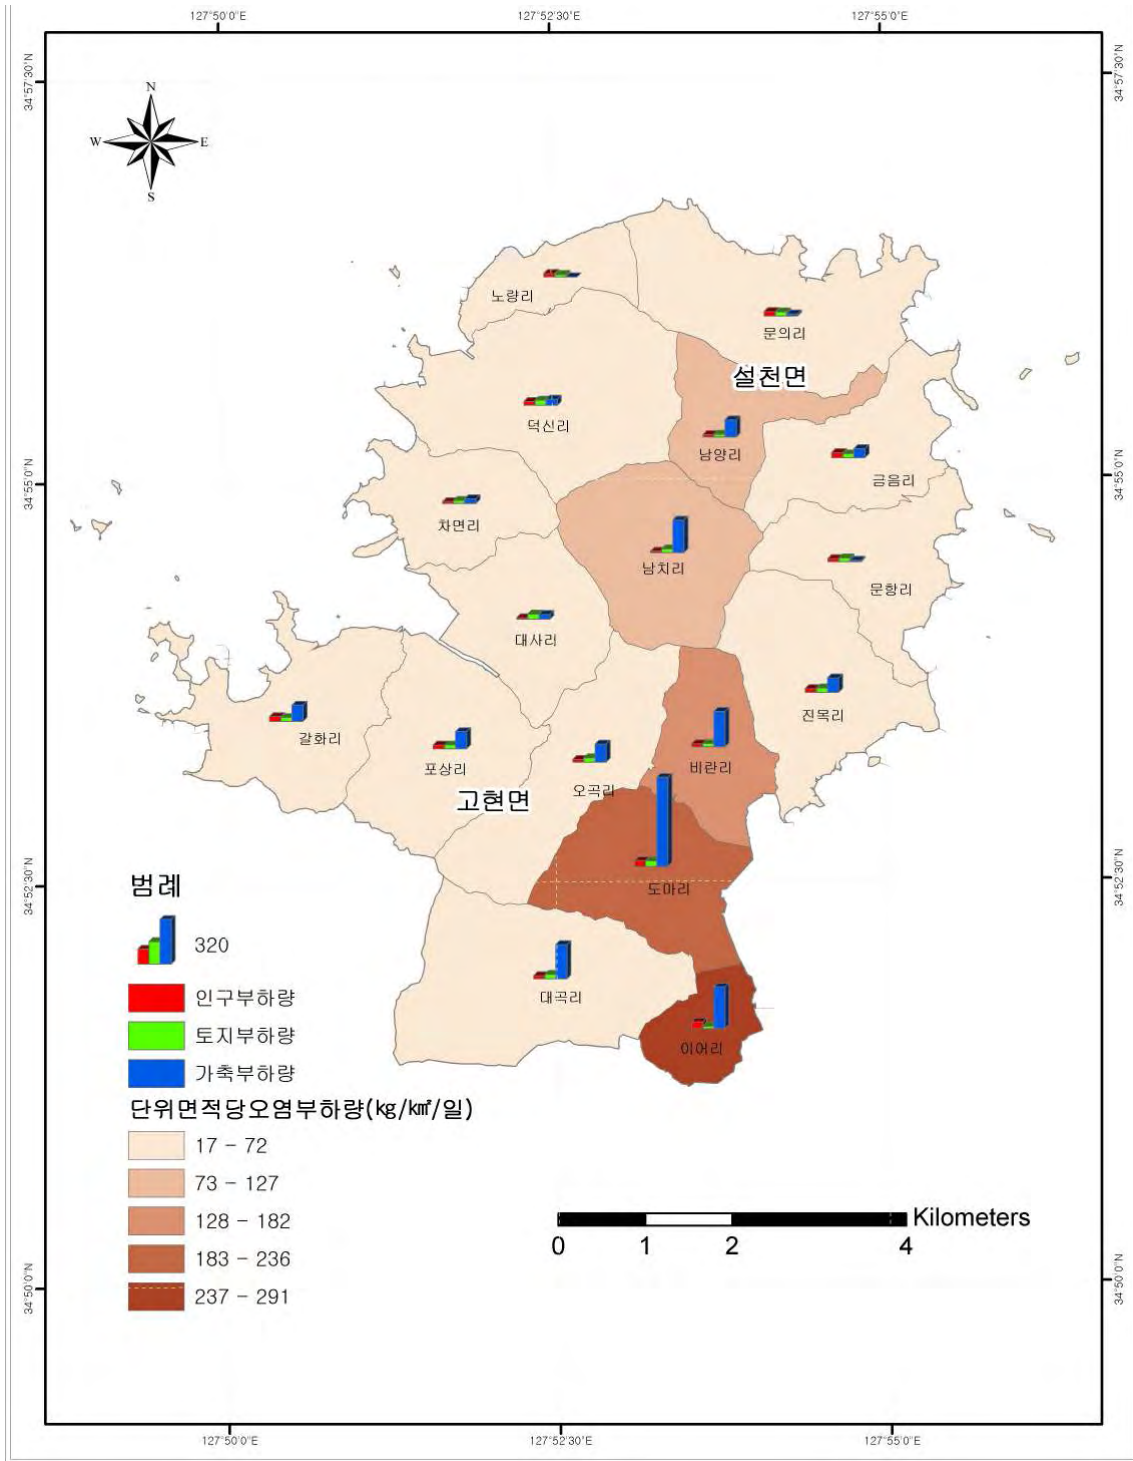 127°50'0"E
127°52'30"E
127°55'0"E
34°57'30"N
34°57'30"N
N
W
E
S
노량리
문의리
설천면
덕신리
남양리
금음리
34°55'0"N
34°55'0"N
차면리
남치리
문항리
대사리
진목리
갈화리
포상리
비란리
고현면
오곡리
34°52'30"N
34°52'30"N
도마리
대곡리
이어리
범례
320
인구부하량
토지부하량
가축부하량
단위면적당오염부하량(㎏/㎢/일)
17 - 72
73 - 127
128 - 182
183 - 236
237 - 291
Kilometers
0 1 2 4
34°50'0"N
34°50'0"N
127°50'0"E
127°52'30"E
127°55'0"E